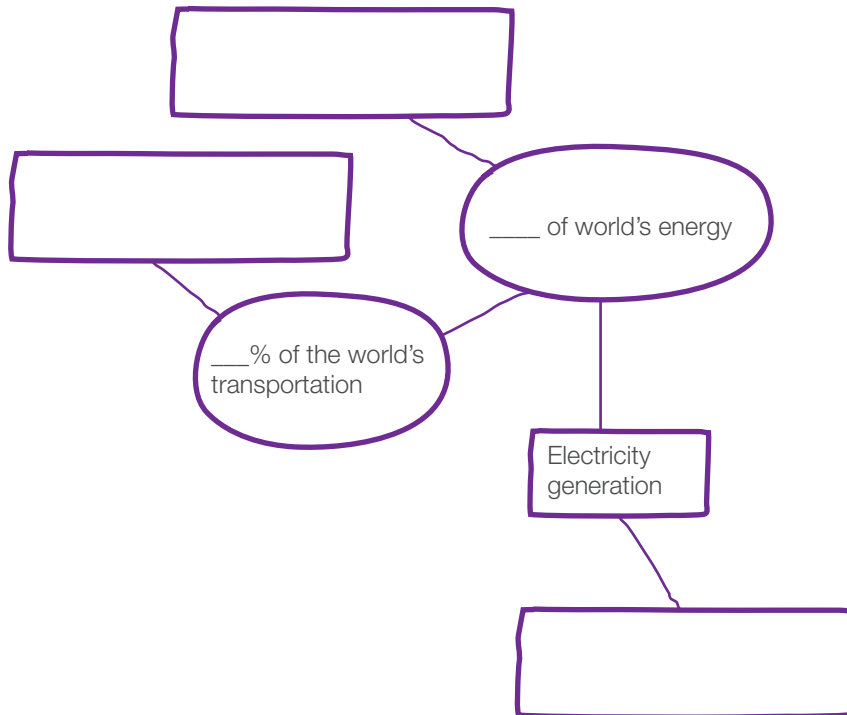 ____ of world’s energy
___% of the world’s
transportation
Electricity
generation